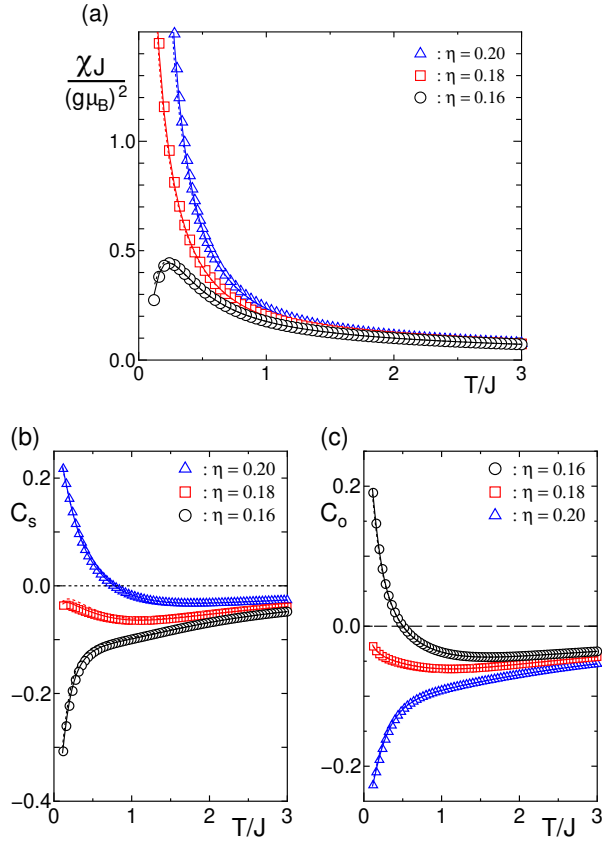 (a)
χJ
(gμB)2
△ : η = 0.20
□ : η = 0.18
○ : η = 0.16
1.0
0.5
0.0
0 1 2 3
T/J
(b)
Cs
△ : η = 0.20
□ : η = 0.18
○ : η = 0.16
0.2
0.0
−0.2
−0.4
0 1 2 3
T/J
(c)
Co
○ : η = 0.16
□ : η = 0.18
△ : η = 0.20
0.2
0.0
−0.2
0 1 2 3
T/J